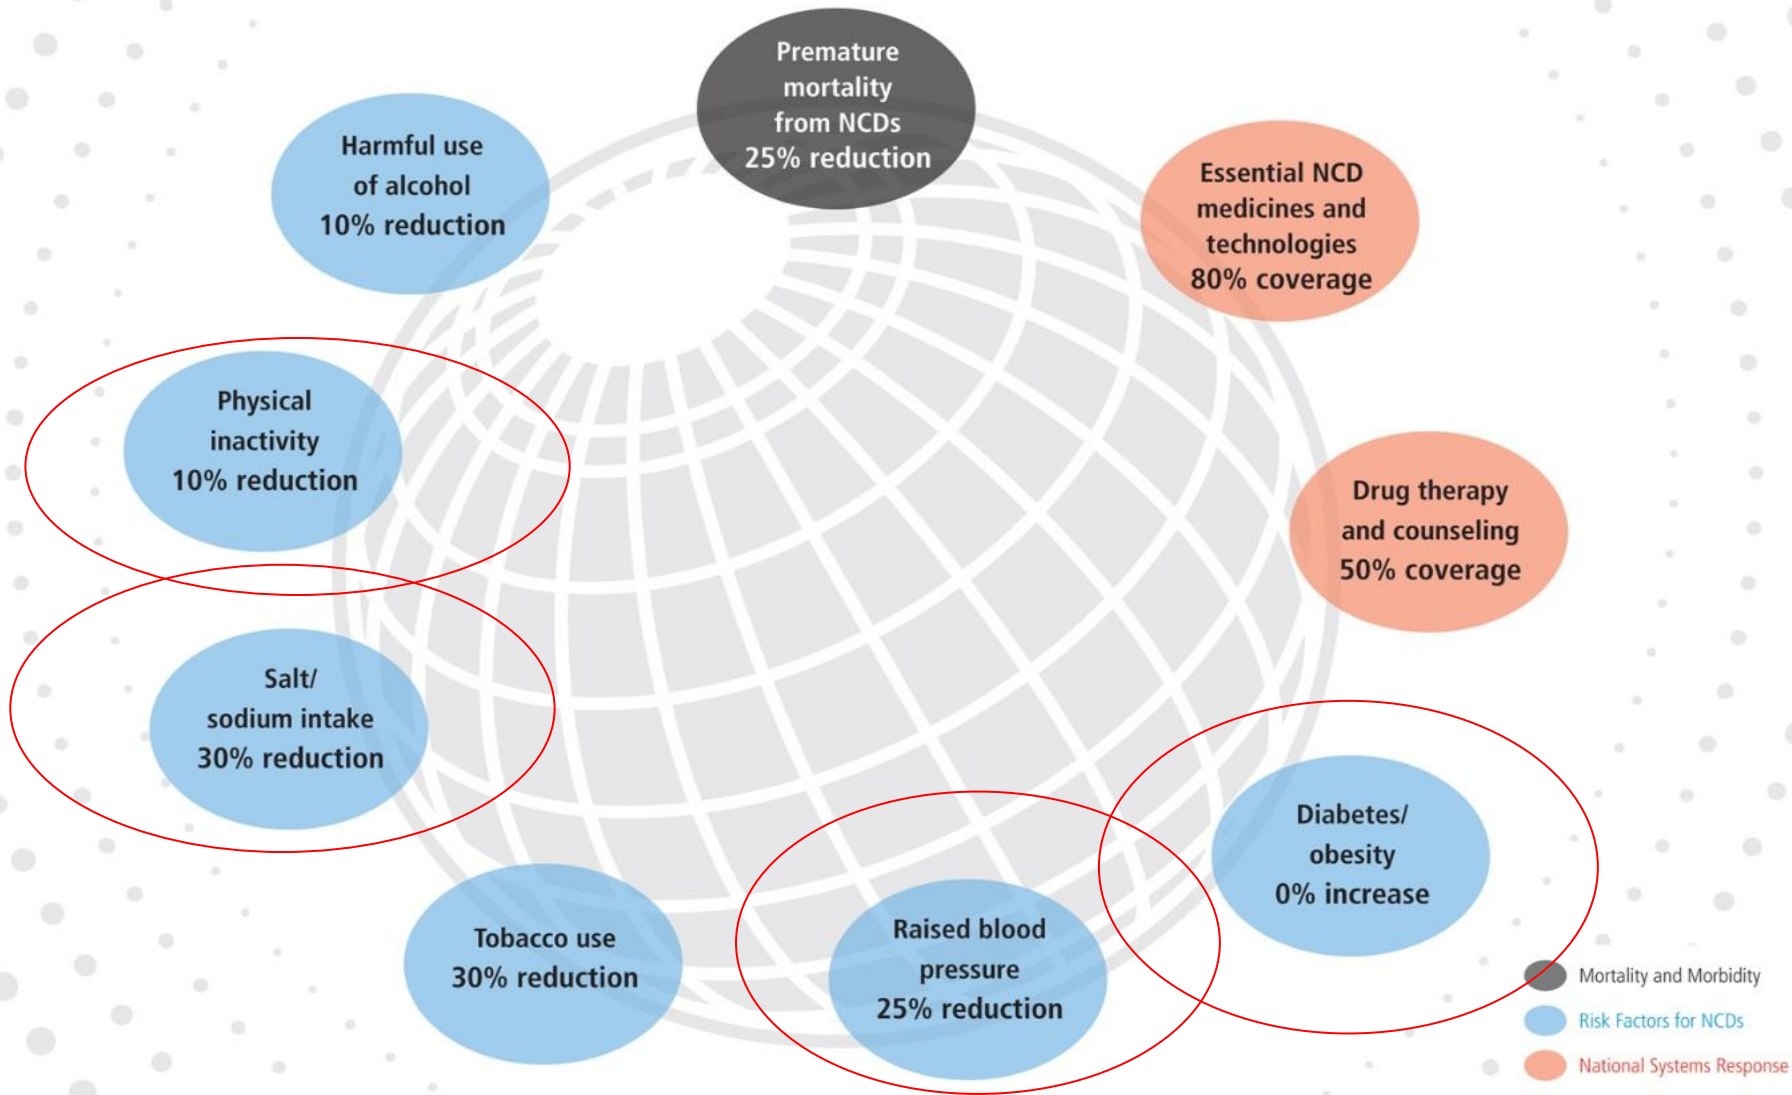 Premature
mortality
from NCDs
25% reduction
Harmful use
of alcohol
10% reduction
Essential NCD
medicines and
technologies
80% coverage
Physical
inactivity
10% reduction
Drug therapy
and counseling
50% coverage
Salt/
sodium intake
30% reduction
Diabetes/
obesity
0% increase
Tobacco use
30% reduction
Raised blood
pressure
25% reduction
Mortality and Morbidity
Risk Factors for NCDs
National Systems Response